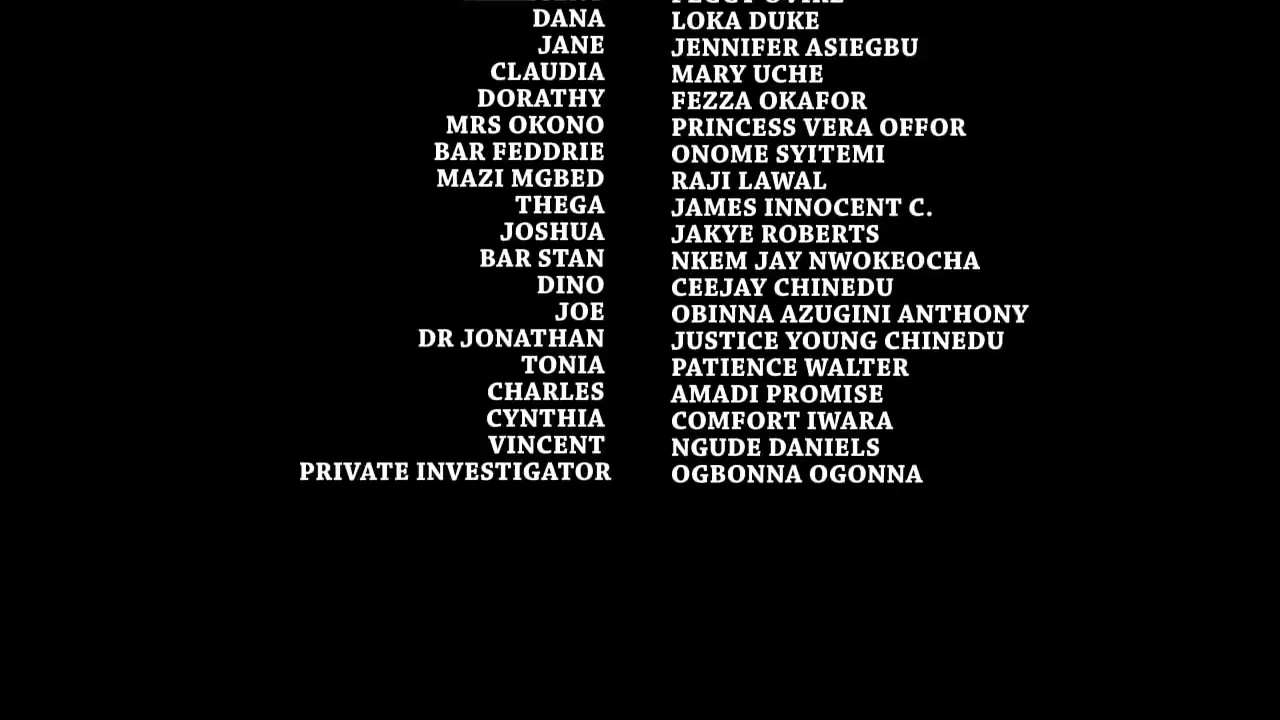 DANA LOKA DUKE
JANE JENNIFER ASIEGBU
CLAUDIA MARY UCHE
DORATHY FEZZA OKAFOR
MRS OKONO PRINCESS VERA OFFOR
BAR FEDDRIE ONOME SYITEMI
MAZI MGBED RAJI LAWAL
THEGA JAMES INNOCENT C.
JOSHUA JAKYE ROBERTS
BAR STAN NKEM JAY NWOKEOCHA
DINO CEEJAY CHINEDU
JOE OBINNA AZUGINI ANTHONY
DR JONATHAN JUSTICE YOUNG CHINEDU
TONIA PATIENCE WALTER
CHARLES AMADI PROMISE
CYNTHIA COMFORT IWARA
VINCENT NGUDE DANIELS
PRIVATE INVESTIGATOR OGBONNA OGONNA